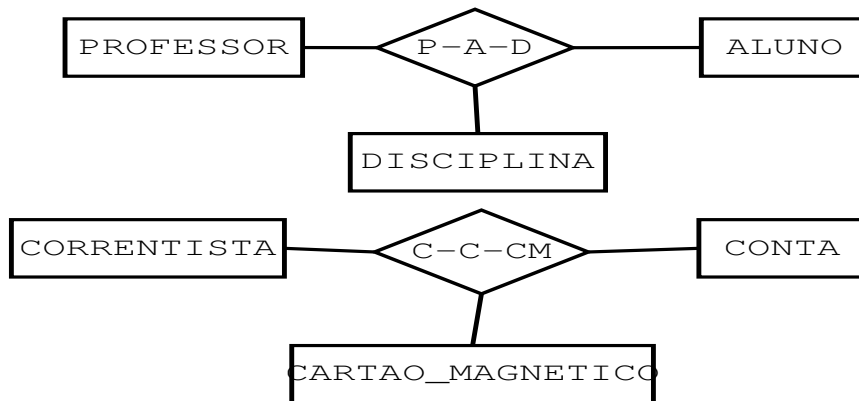 PROFESSOR P-A-D ALUNO
DISCIPLINA
CORRENTISTA C-C-CM CONTA
CARTAO_MAGNETICO